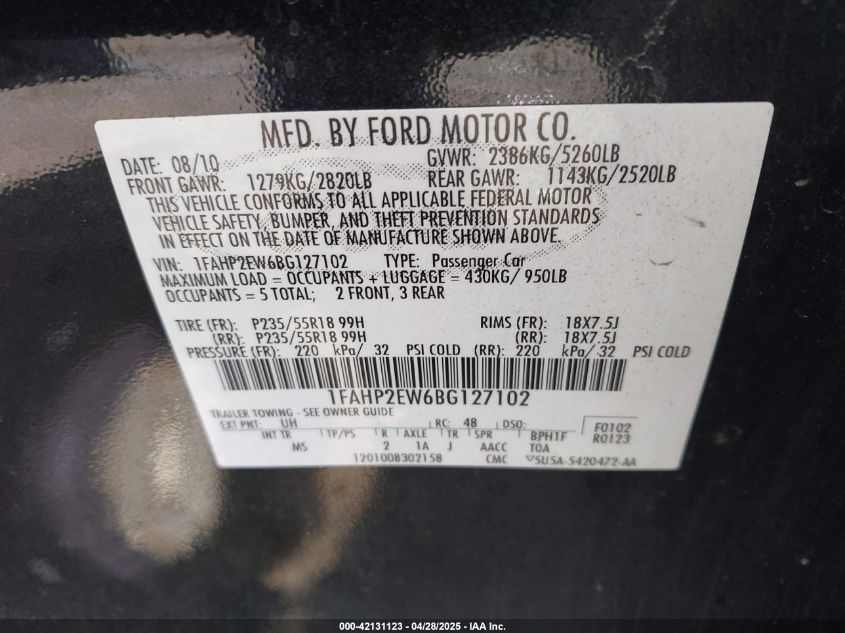 MFD. BY FORD MOTOR CO.
DATE: 08/10 GVWR: 2386KG/5260LB
FRONT GAWR: 1279KG/2820LB REAR GAWR: 1143KG/2520LB
THIS VEHICLE CONFORMS TO ALL APPLICABLE FEDERAL MOTOR
VEHICLE SAFETY, BUMPER, AND THEFT PREVENTION STANDARDS
IN EFFECT ON THE DATE OF MANUFACTURE SHOWN ABOVE.
VIN: 1FAHP2EW6BG127102 TYPE: Passenger Car
MAXIMUM LOAD = OCCUPANTS + LUGGAGE = 430KG/ 950LB
OCCUPANTS = 5 TOTAL; 2 FRONT, 3 REAR
TIRE (FR): P235/55R18 99H RIMS (FR): 18X7.5J
(RR): P235/55R18 99H (RR): 18X7.5J
PRESSURE (FR): 220 kPa/ 32 PSI COLD (RR): 220 kPa/ 32 PSI COLD
1FAHP2EW6BG127102
TRAILER TOWING - SEE OWNER GUIDE
EXT PNT: UH RC: 48 DSO: F0102
INT TR TP/PS R AXLE TR SPR BPH1F R0123
MS 2 1A J AACC TOA
1201008302158 CMC 5U5A-5420472-AA
000-42131123 - 04/28/2025 - IAA Inc.